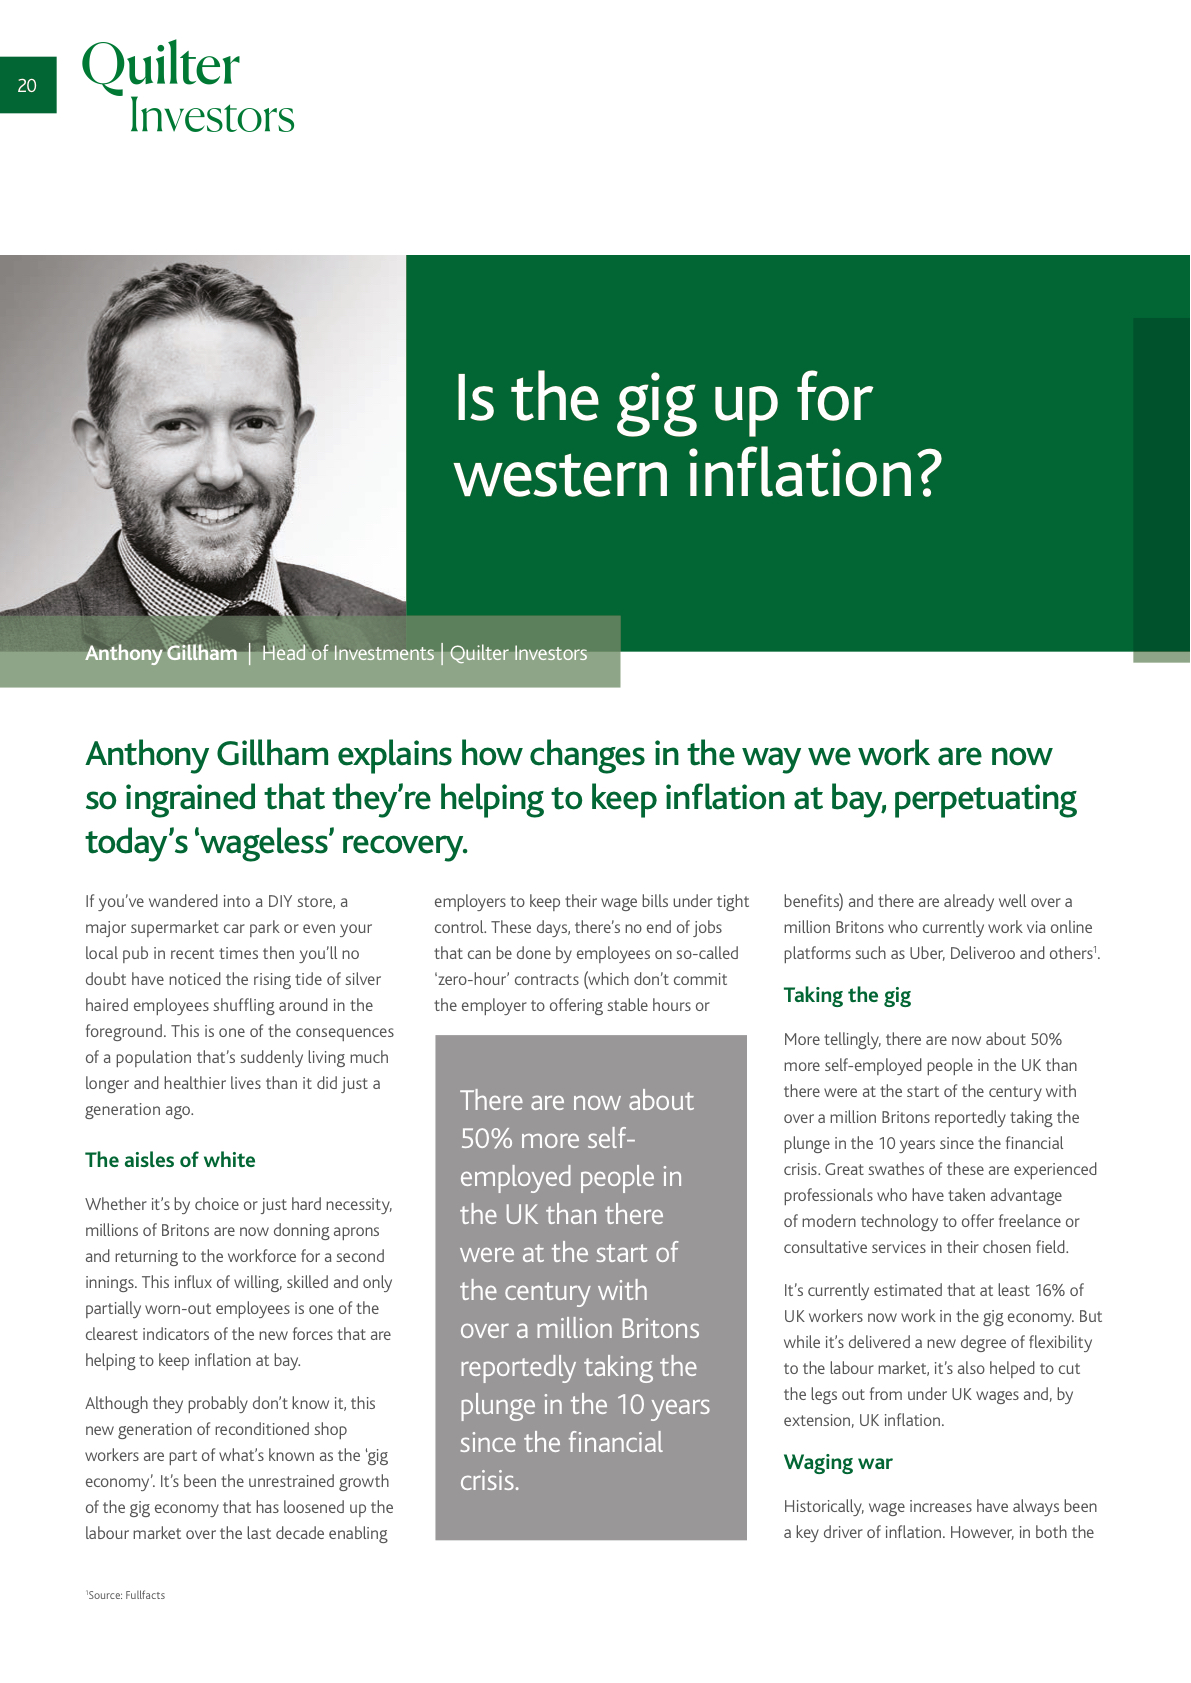 20
Quilter
Investors
Is the gig up for
western inflation?
Anthony Gillham | Head of Investments | Quilter Investors
Anthony Gillham explains how changes in the way we work are now
so ingrained that they’re helping to keep inflation at bay, perpetuating
today’s ‘wageless’ recovery.
If you’ve wandered into a DIY store, a
major supermarket car park or even your
local pub in recent times then you’ll no
doubt have noticed the rising tide of silver
haired employees shuffling around in the
foreground. This is one of the consequences
of a population that’s suddenly living much
longer and healthier lives than it did just a
generation ago.
The aisles of white
Whether it’s by choice or just hard necessity,
millions of Britons are now donning aprons
and returning to the workforce for a second
innings. This influx of willing, skilled and only
partially worn-out employees is one of the
clearest indicators of the new forces that are
helping to keep inflation at bay.
Although they probably don’t know it, this
new generation of reconditioned shop
workers are part of what’s known as the ‘gig
economy’. It’s been the unrestrained growth
of the gig economy that has loosened up the
labour market over the last decade enabling
employers to keep their wage bills under tight
control. These days, there’s no end of jobs
that can be done by employees on so-called
‘zero-hour’ contracts (which don’t commit
the employer to offering stable hours or
There are now about
50% more self-
employed people in
the UK than there
were at the start of
the century with
over a million Britons
reportedly taking the
plunge in the 10 years
since the financial
crisis.
benefits) and there are already well over a
million Britons who currently work via online
platforms such as Uber, Deliveroo and others¹.
Taking the gig
More tellingly, there are now about 50%
more self-employed people in the UK than
there were at the start of the century with
over a million Britons reportedly taking the
plunge in the 10 years since the financial
crisis. Great swathes of these are experienced
professionals who have taken advantage
of modern technology to offer freelance or
consultative services in their chosen field.
It’s currently estimated that at least 16% of
UK workers now work in the gig economy. But
while it’s delivered a new degree of flexibility
to the labour market, it’s also helped to cut
the legs out from under UK wages and, by
extension, UK inflation.
Waging war
Historically, wage increases have always been
a key driver of inflation. However, in both the
¹Source: Fullfacts